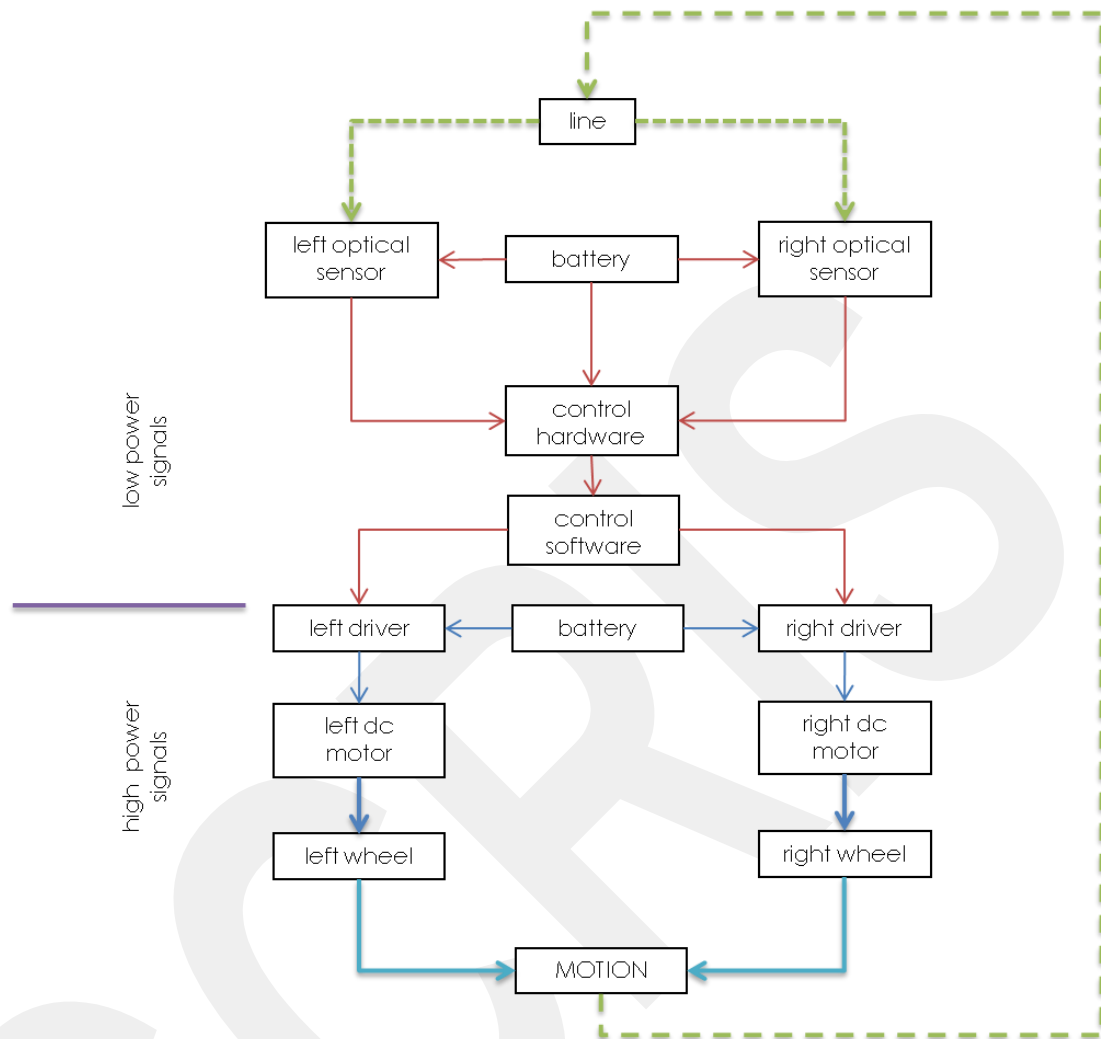 line
left optical
sensor
battery
right optical
sensor
control
hardware
low power
signals
control
software
left driver
battery
right driver
left dc
motor
right dc
motor
high power
signals
left wheel
right wheel
MOTION
CRIS